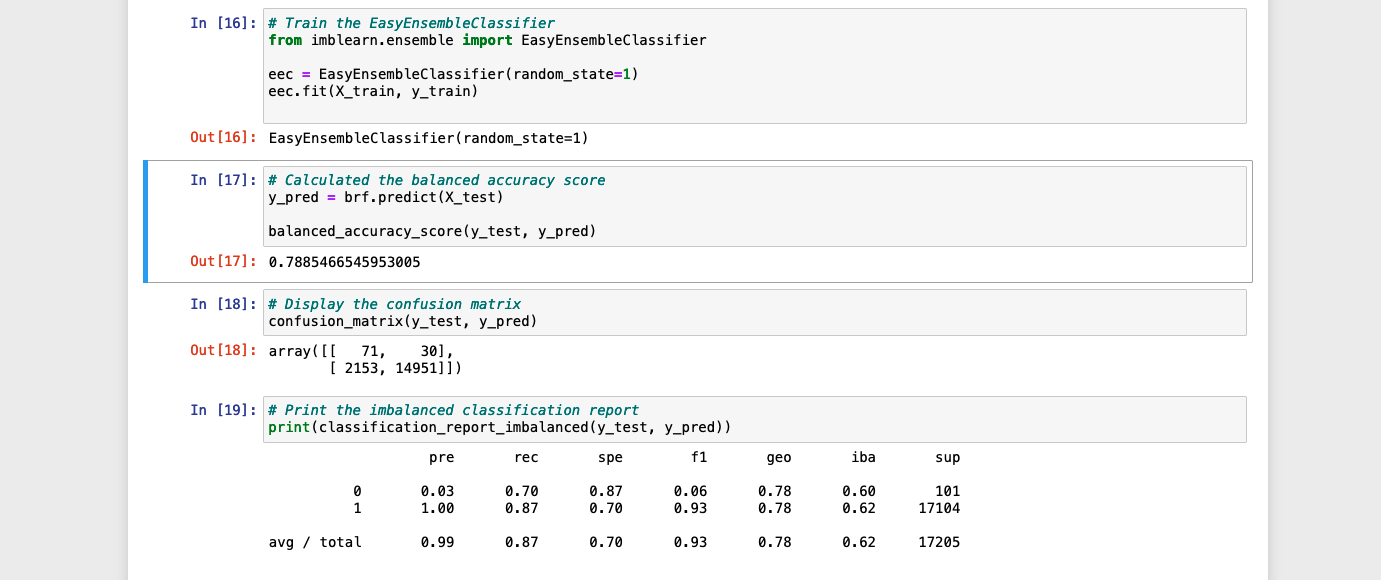 In [16]: # Train the EasyEnsembleClassifier
from imblearn.ensemble import EasyEnsembleClassifier
eec = EasyEnsembleClassifier(random_state=1)
eec.fit(X_train, y_train)
Out[16]: EasyEnsembleClassifier(random_state=1)
In [17]: # Calculated the balanced accuracy score
y_pred = brf.predict(X_test)
balanced_accuracy_score(y_test, y_pred)
Out[17]: 0.7885466545953005
In [18]: # Display the confusion matrix
confusion_matrix(y_test, y_pred)
Out[18]: array([[   71,    30],
[ 2153, 14951]])
In [19]: # Print the imbalanced classification report
print(classification_report_imbalanced(y_test, y_pred))
pre rec spe f1 geo iba sup
0 0.03 0.70 0.87 0.06 0.78 0.60 101
1 1.00 0.87 0.70 0.93 0.78 0.62 17104
avg / total 0.99 0.87 0.70 0.93 0.78 0.62 17205